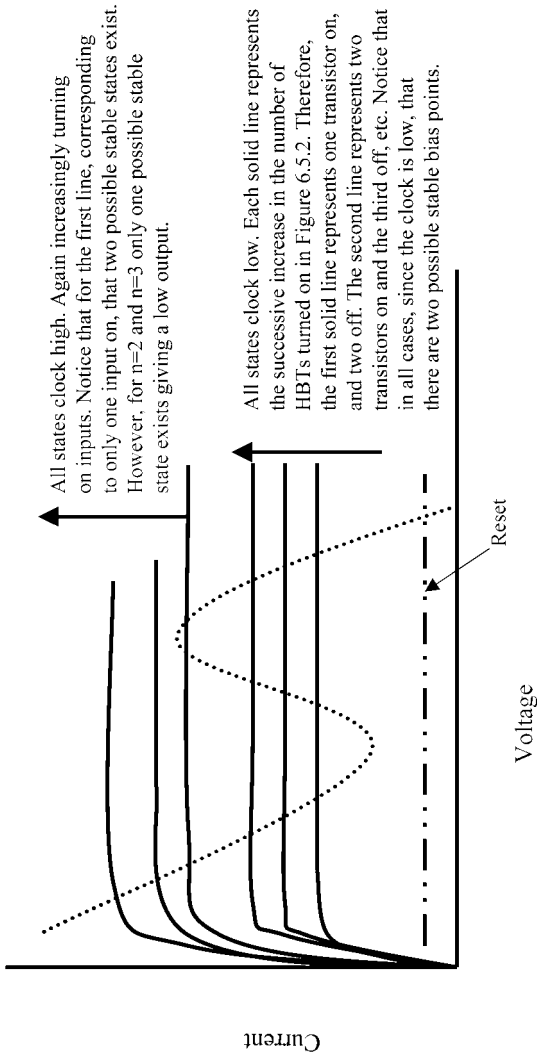 All states clock high. Again increasingly turning
on inputs. Notice that for the first line, corresponding
to only one input on, that two possible stable states exist.
However, for n=2 and n=3 only one possible stable
state exists giving a low output.
All states clock low. Each solid line represents
the successive increase in the number of
HBTs turned on in Figure 6.5.2. Therefore,
the first solid line represents one transistor on,
and two off. The second line represents two
transistors on and the third off, etc. Notice that
in all cases, since the clock is low, that
there are two possible stable bias points.
Reset
Voltage
Current